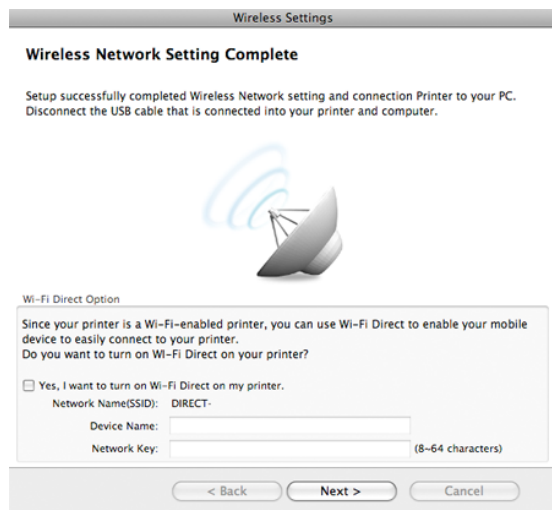 Wireless Settings
Wireless Network Setting Complete
Setup successfully completed Wireless Network setting and connection Printer to your PC.
Disconnect the USB cable that is connected into your printer and computer.
Wi-Fi Direct Option
Since your printer is a Wi-Fi-enabled printer, you can use Wi-Fi Direct to enable your mobile
device to easily connect to your printer.
Do you want to turn on WI-Fi Direct on your printer?
Yes, I want to turn on Wi-Fi Direct on my printer.
Network Name(SSID): DIRECT-
Device Name:
Network Key: (8~64 characters)
< Back Next > Cancel